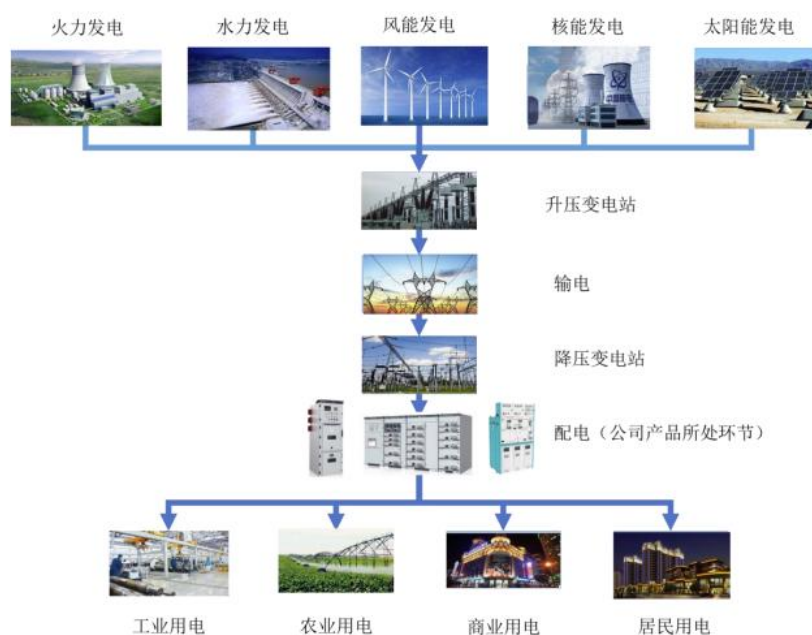 火力发电
水力发电
风能发电
核能发电
太阳能发电
升压变电站
输电
降压变电站
配电（公司产品所处环节）
工业用电
农业用电
商业用电
居民用电